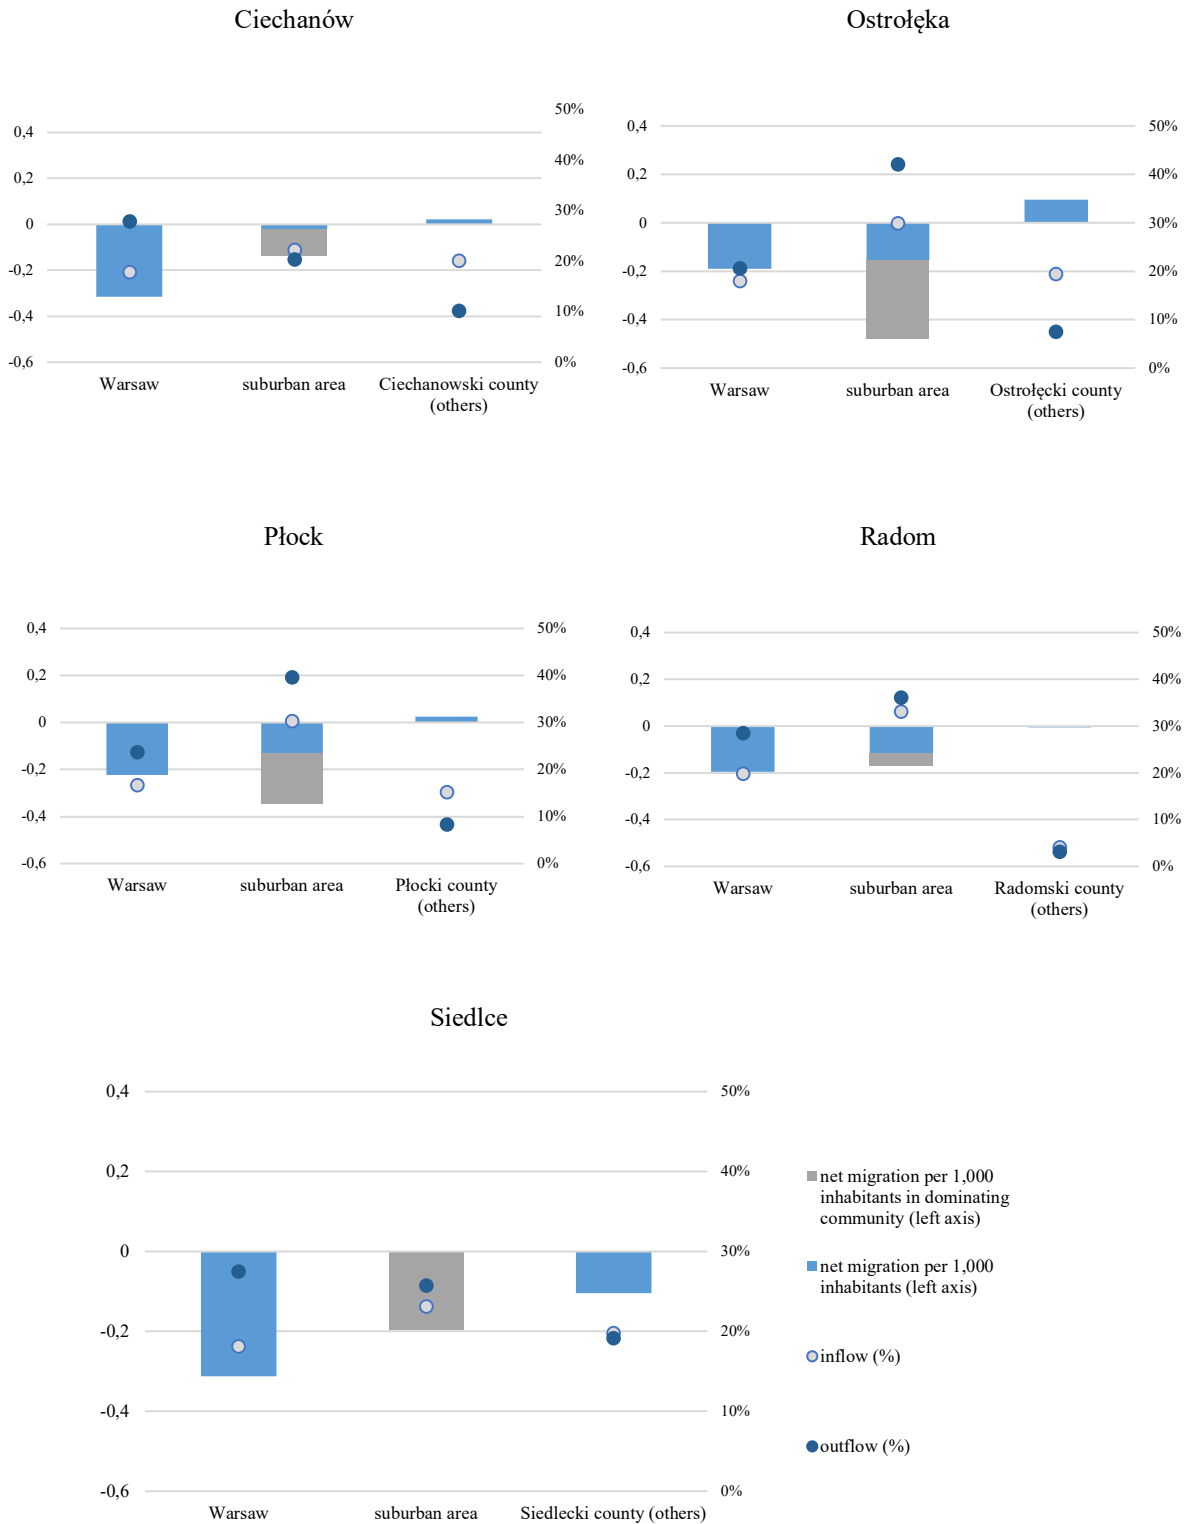 Ciechanów
0,4
0,2
0
-0,2
-0,4
-0,6
50%
40%
30%
20%
10%
0%
Warsaw
suburban area
Ciechanowski county
(others)
Ostrołęka
0,4
0,2
0
-0,2
-0,4
-0,6
50%
40%
30%
20%
10%
0%
Warsaw
suburban area
Ostrołęcki county
(others)
Płock
0,4
0,2
0
-0,2
-0,4
-0,6
50%
40%
30%
20%
10%
0%
Warsaw
suburban area
Płocki county
(others)
Radom
0,4
0,2
0
-0,2
-0,4
-0,6
50%
40%
30%
20%
10%
0%
Warsaw
suburban area
Radomski county
(others)
Siedlce
0,4
0,2
0
-0,2
-0,4
-0,6
50%
40%
30%
20%
10%
0%
Warsaw
suburban area
Siedlecki county (others)
net migration per 1,000
inhabitants in dominating
community (left axis)
net migration per 1,000
inhabitants (left axis)
inflow (%)
outflow (%)